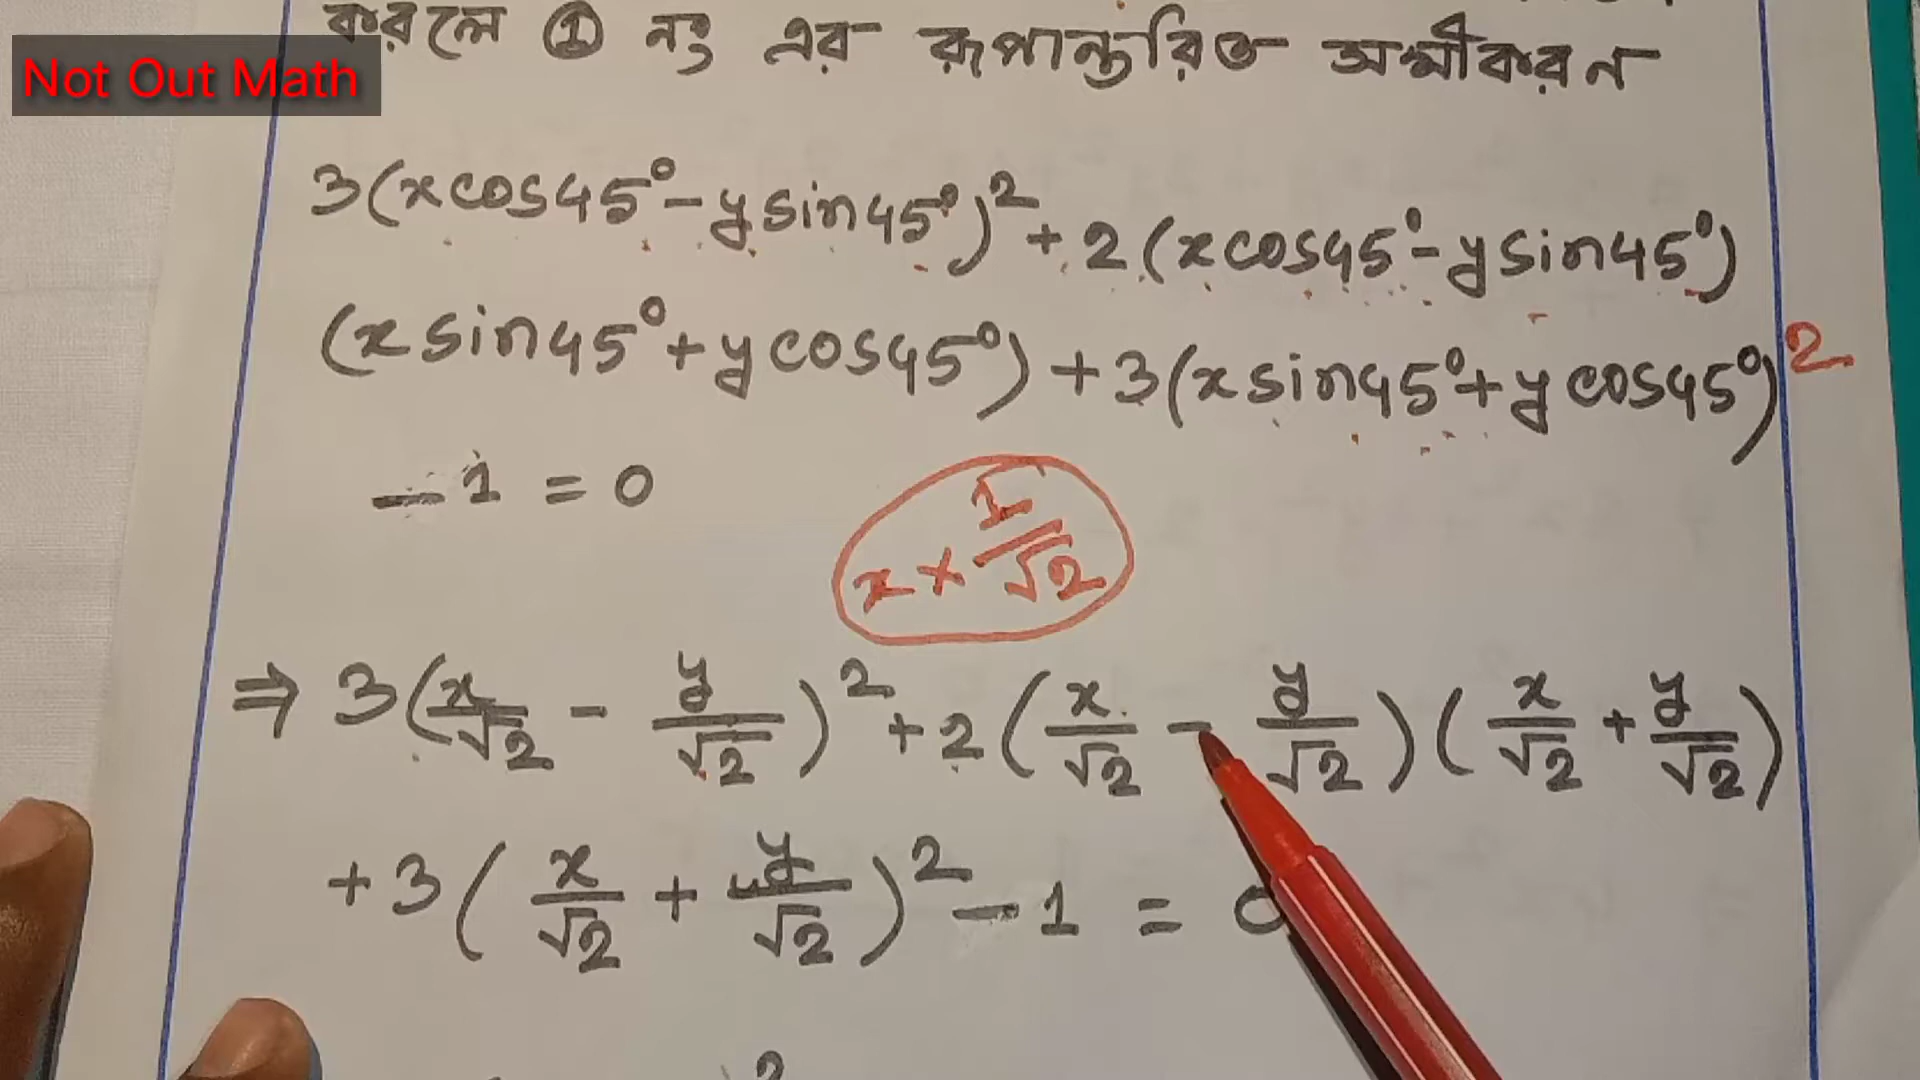 করলে ① নং এর রূপান্তরিত সমীকরণ
Not Out Math
3(xcos45°-ysin45°)²+2(xcos45°-ysin45°)
(xsin45°+ycos45°)+3(xsin45°+ycos45°)²
-1=0
x×1/√2
⇒ 3(x/√2 - y/√2)²+2(x/√2 - y/√2)(x/√2+y/√2)
+3(x/√2+y/√2)²-1=0
2